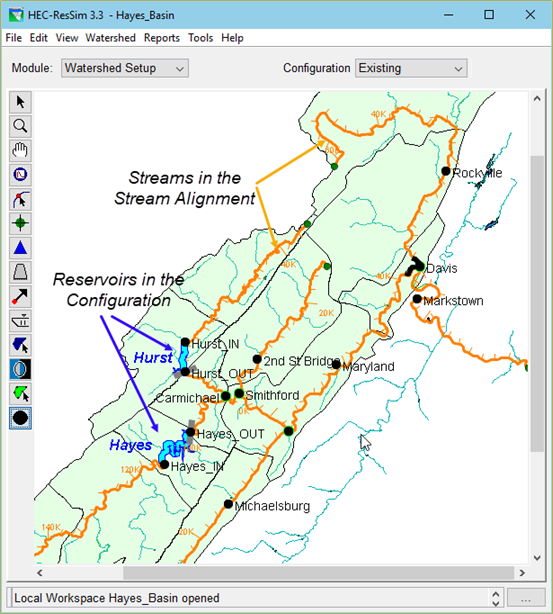 HEC-ResSim 3.3 - Hayes_Basin
File Edit View Watershed Reports Tools Help
Module: Watershed Setup Configuration Existing
40K
Streams in the
Stream Alignment
Rockville
40K
40K
Davis
Reservoirs in the
Configuration
Markstown
20K
Hurst_IN
Hurst
2nd St Bridge
Maryland
Hurst_OUT
Carmichael
Smithford
0K
Hayes_OUT
Hayes
Hayes_IN
120K
Michaelsburg
140K
20K
Local Workspace Hayes_Basin opened
...